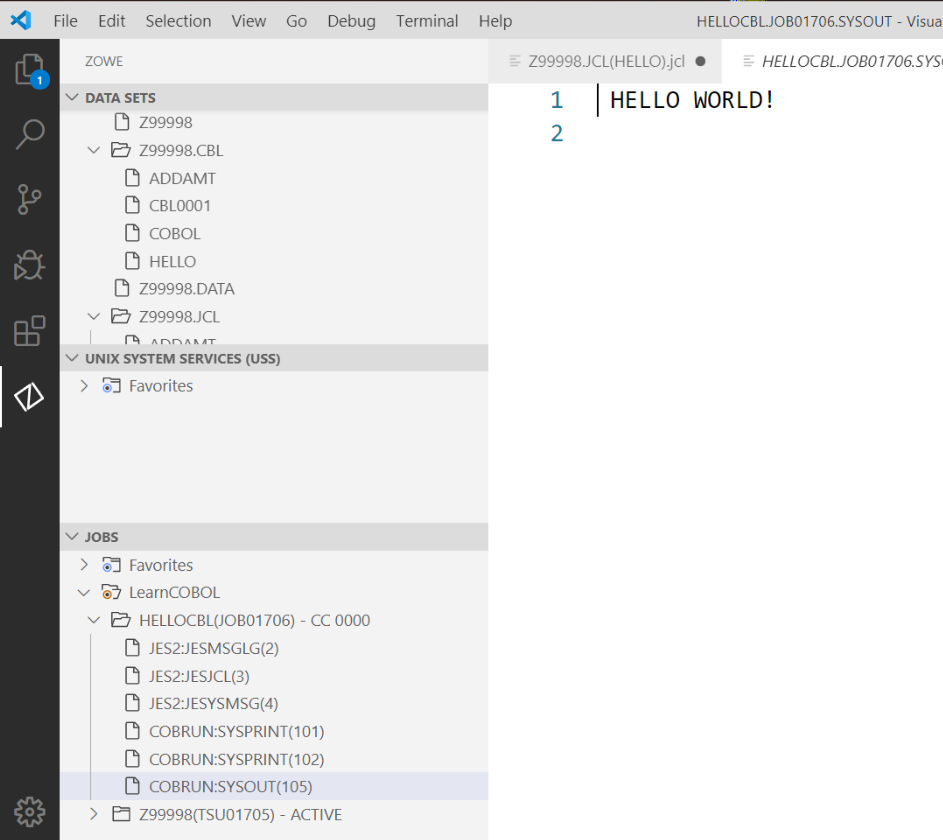 File Edit Selection View Go Debug Terminal Help
HELLOCBL.JOB01706.SYSOUT - Visua
ZOWE
Z99998.JCL(HELLO).jcl
HELLOCBL.JOB01706.SYSO
1
DATA SETS
Z99998
Z99998.CBL
ADDAMT
CBL0001
COBOL
HELLO
Z99998.DATA
Z99998.JCL
ADDAMT
UNIX SYSTEM SERVICES (USS)
Favorites
JOBS
Favorites
LearnCOBOL
HELLOCBL(JOB01706) - CC 0000
JES2:JESMSGLG(2)
JES2:JESJCL(3)
JES2:JESYSMSG(4)
COBRUN:SYSPRINT(101)
COBRUN:SYSPRINT(102)
COBRUN:SYSOUT(105)
Z99998(TSU01705) - ACTIVE
1 HELLO WORLD!
2